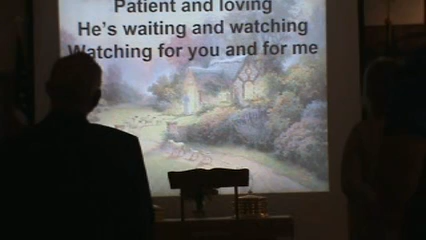 Patient and loving
He's waiting and watching
Watching for you and for me